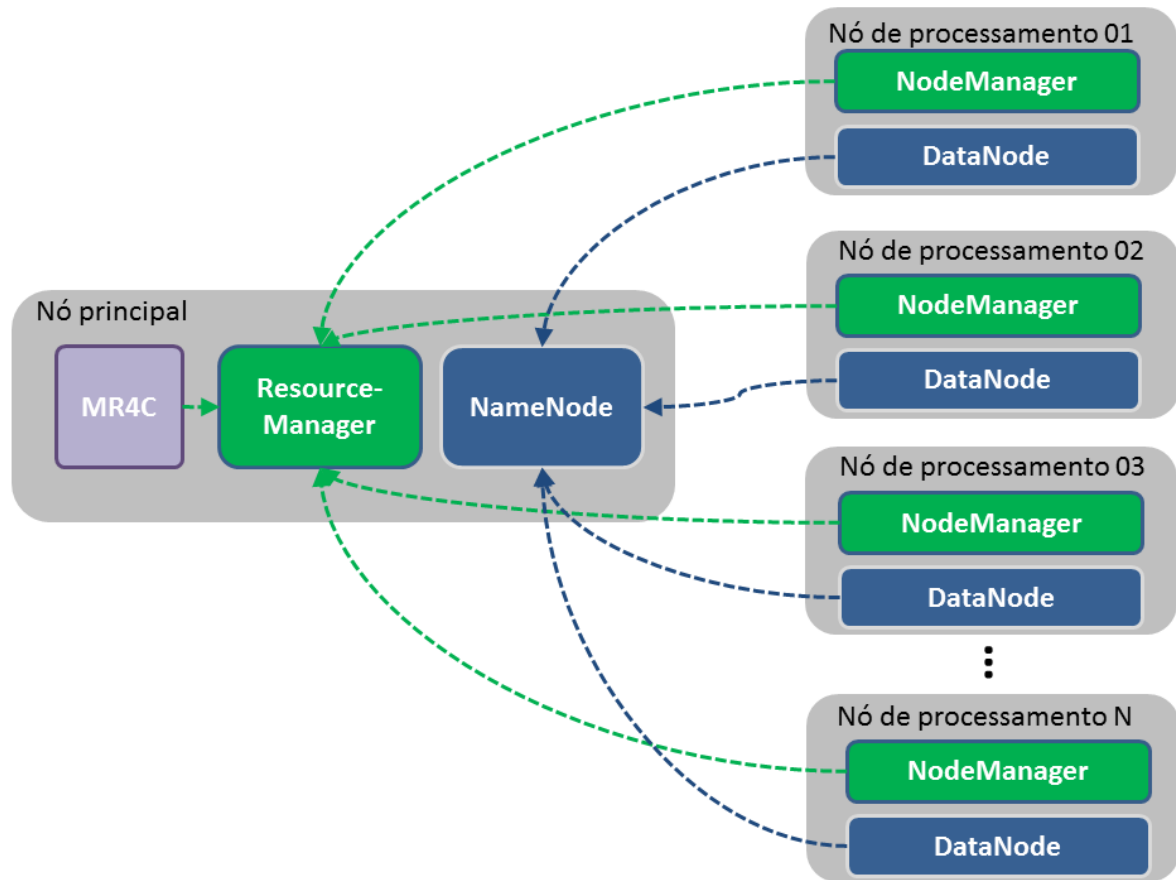 Nó principal
MR4C
Resource-
Manager
NameNode
Nó de processamento 01
NodeManager
DataNode
Nó de processamento 02
NodeManager
DataNode
Nó de processamento 03
NodeManager
DataNode
Nó de processamento N
NodeManager
DataNode